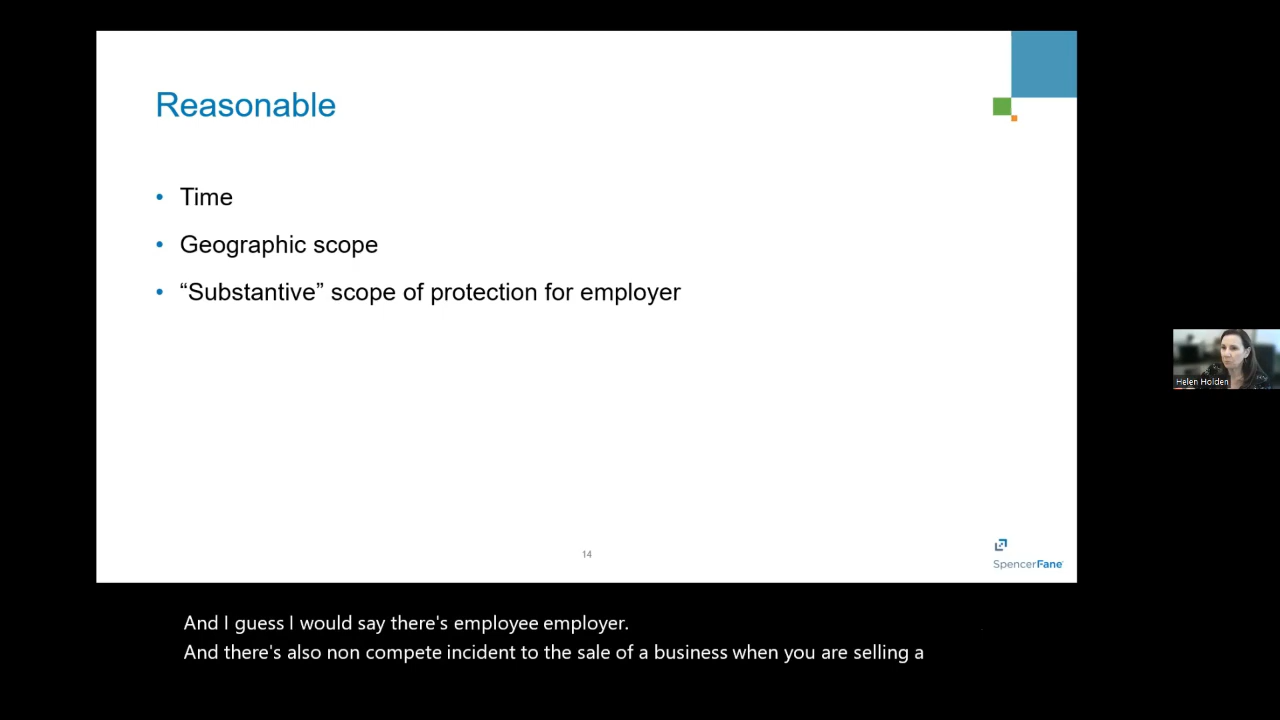 Reasonable
• Time
• Geographic scope
• “Substantive” scope of protection for employer
Helen Holden
14
SpencerFane
And I guess I would say there's employee employer.
And there's also non compete incident to the sale of a business when you are selling a